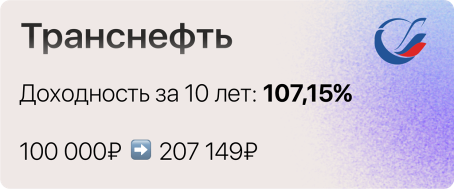 Транснефть
Доходность за 10 лет: 107,15%
100 000₽ ➡️ 207 149₽